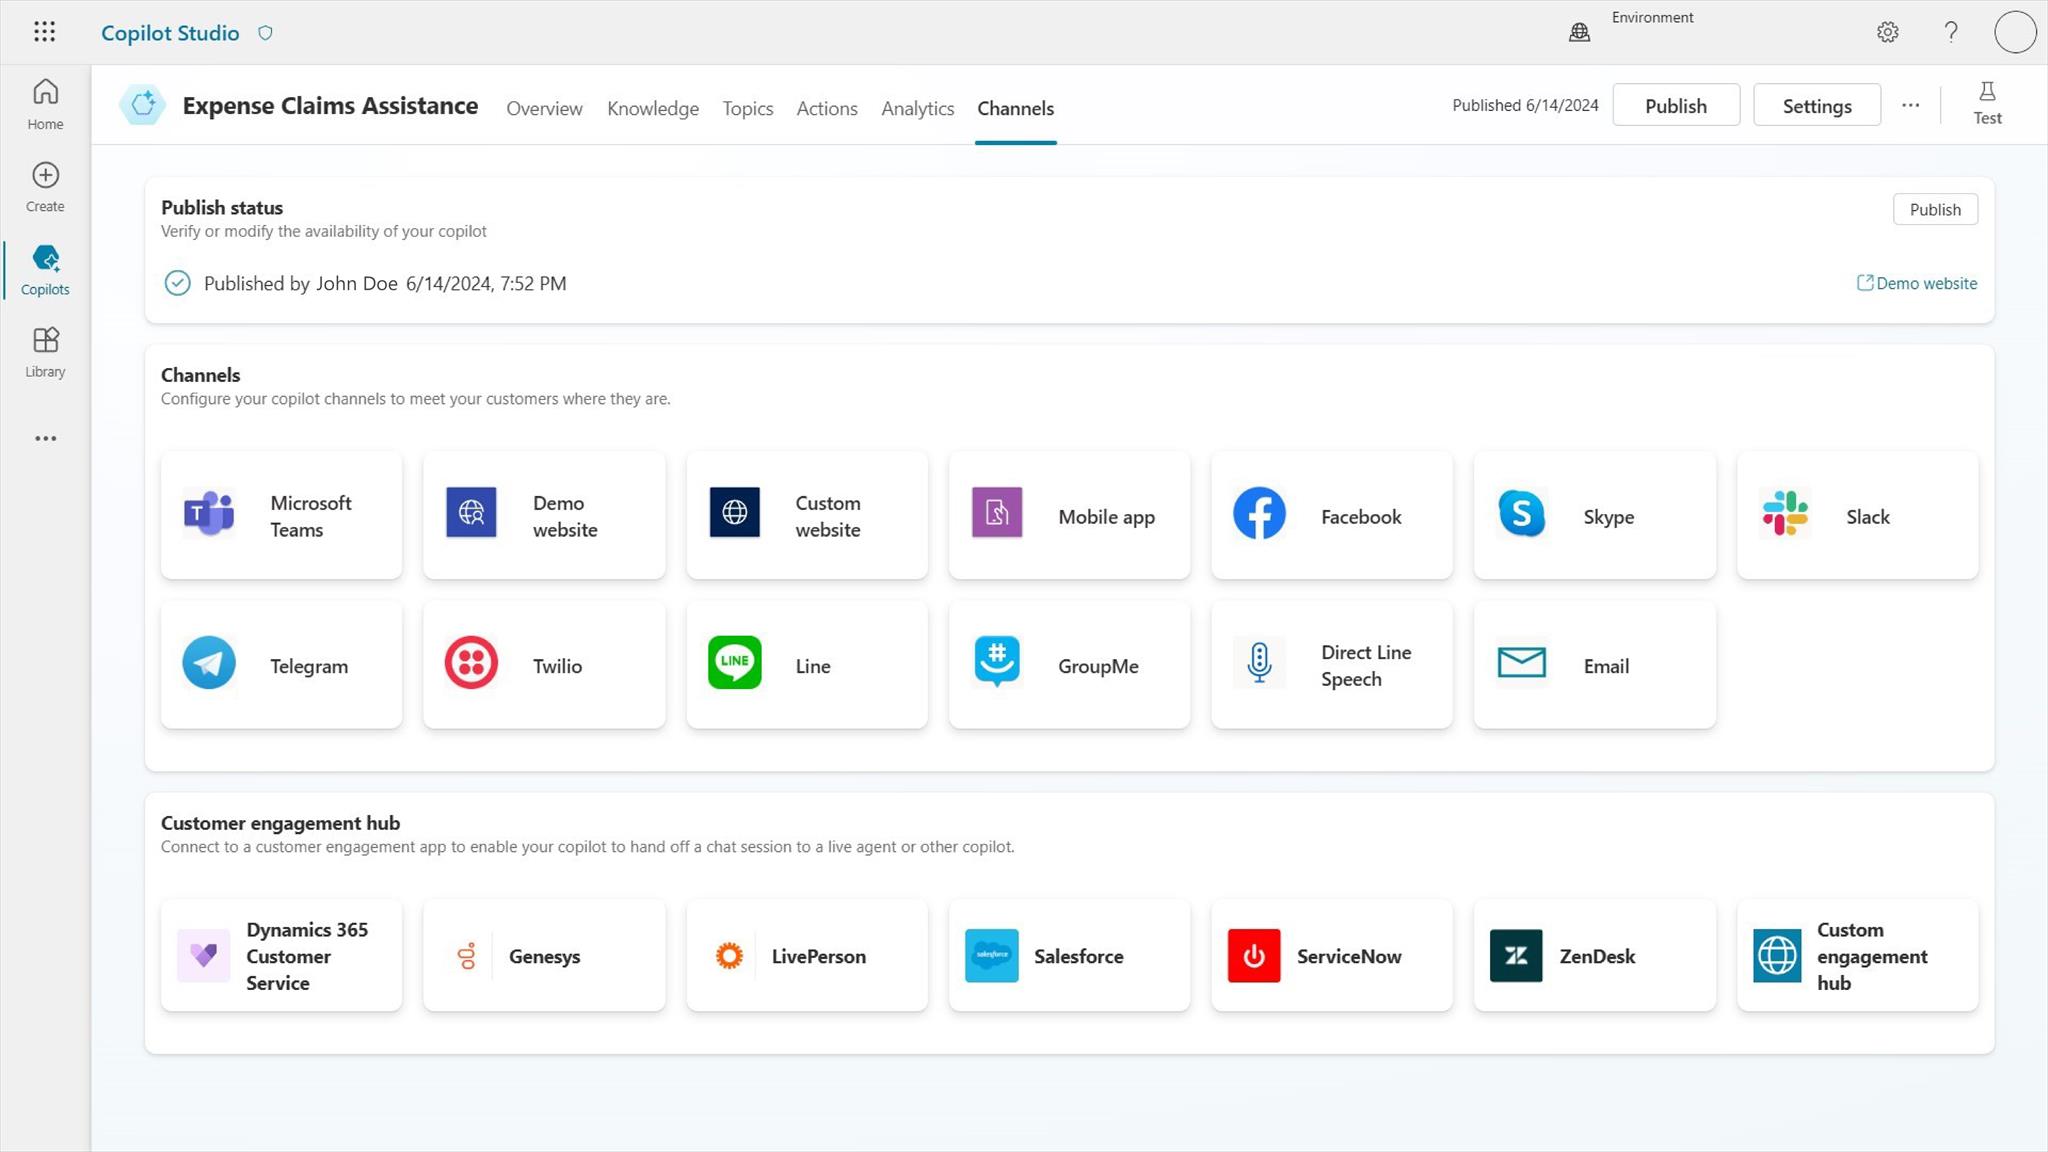 Copilot Studio
Environment
Home
Create
Copilots
Library
Expense Claims Assistance
Overview
Knowledge
Topics
Actions
Analytics
Channels
Published 6/14/2024
Publish
Settings
Test
Publish status
Verify or modify the availability of your copilot
Publish
Published by John Doe 6/14/2024, 7:52 PM
Demo website
Channels
Configure your copilot channels to meet your customers where they are.
T
Microsoft
Teams
Demo
website
Custom
website
Mobile app
Facebook
S
Skype
Slack
Telegram
Twilio
LINE
Line
#
GroupMe
Direct Line
Speech
Email
Customer engagement hub
Connect to a customer engagement app to enable your copilot to hand off a chat session to a live agent or other copilot.
Dynamics 365
Customer
Service
Genesys
LivePerson
salesforce
Salesforce
ServiceNow
ZenDesk
Custom
engagement
hub